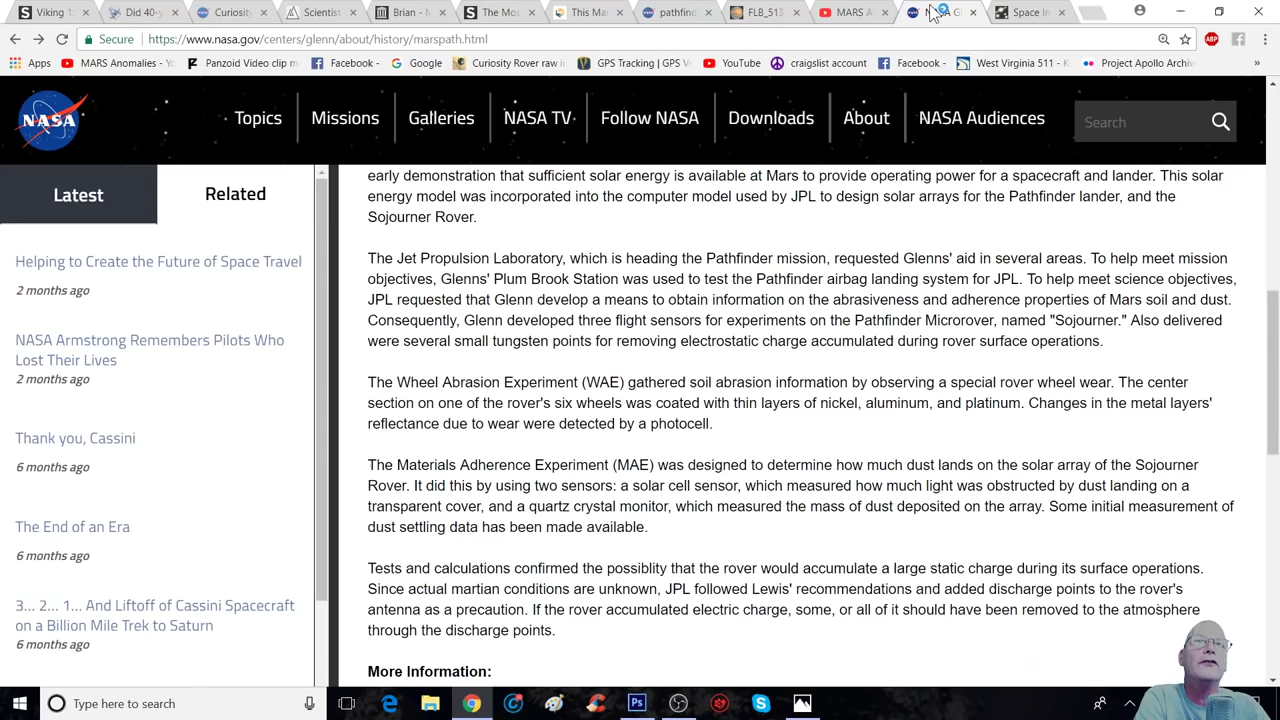 Viking 1
Did 40-y
Curiosity
Scientist
Brian - M
The Mos
This Mar
pathfind
FLB_513
MARS A
NASA G
Space In
Secure
https://www.nasa.gov/centers/glenn/about/history/marspath.html
Apps
MARS Anomalies - Yo
Panzoid Video clip m
Facebook -
Google
Curiosity Rover raw i
GPS Tracking | GPS V
YouTube
craigslist account
Facebook -
West Virginia 511 -
Project Apollo Archiv
ABP
NASA
Topics
Missions
Galleries
NASA TV
Follow NASA
Downloads
About
NASA Audiences
Search
Latest
Related
Helping to Create the Future of Space Travel
2 months ago
NASA Armstrong Remembers Pilots Who
Lost Their Lives
2 months ago
Thank you, Cassini
6 months ago
The End of an Era
6 months ago
3… 2… 1… And Liftoff of Cassini Spacecraft
on a Billion Mile Trek to Saturn
6 months ago
early demonstration that sufficient solar energy is available at Mars to provide operating power for a spacecraft and lander. This solar
energy model was incorporated into the computer model used by JPL to design solar arrays for the Pathfinder lander, and the
Sojourner Rover.
The Jet Propulsion Laboratory, which is heading the Pathfinder mission, requested Glenns' aid in several areas. To help meet mission
objectives, Glenns' Plum Brook Station was used to test the Pathfinder airbag landing system for JPL. To help meet science objectives,
JPL requested that Glenn develop a means to obtain information on the abrasiveness and adherence properties of Mars soil and dust.
Consequently, Glenn developed three flight sensors for experiments on the Pathfinder Microrover, named "Sojourner." Also delivered
were several small tungsten points for removing electrostatic charge accumulated during rover surface operations.
The Wheel Abrasion Experiment (WAE) gathered soil abrasion information by observing a special rover wheel wear. The center
section on one of the rover's six wheels was coated with thin layers of nickel, aluminum, and platinum. Changes in the metal layers'
reflectance due to wear were detected by a photocell.
The Materials Adherence Experiment (MAE) was designed to determine how much dust lands on the solar array of the Sojourner
Rover. It did this by using two sensors: a solar cell sensor, which measured how much light was obstructed by dust landing on a
transparent cover, and a quartz crystal monitor, which measured the mass of dust deposited on the array. Some initial measurement of
dust settling data has been made available.
Tests and calculations confirmed the possiblity that the rover would accumulate a large static charge during its surface operations.
Since actual martian conditions are unknown, JPL followed Lewis' recommendations and added discharge points to the rover's
antenna as a precaution. If the rover accumulated electric charge, some, or all of it should have been removed to the atmosphere
through the discharge points.
More Information:
Type here to search
Ps